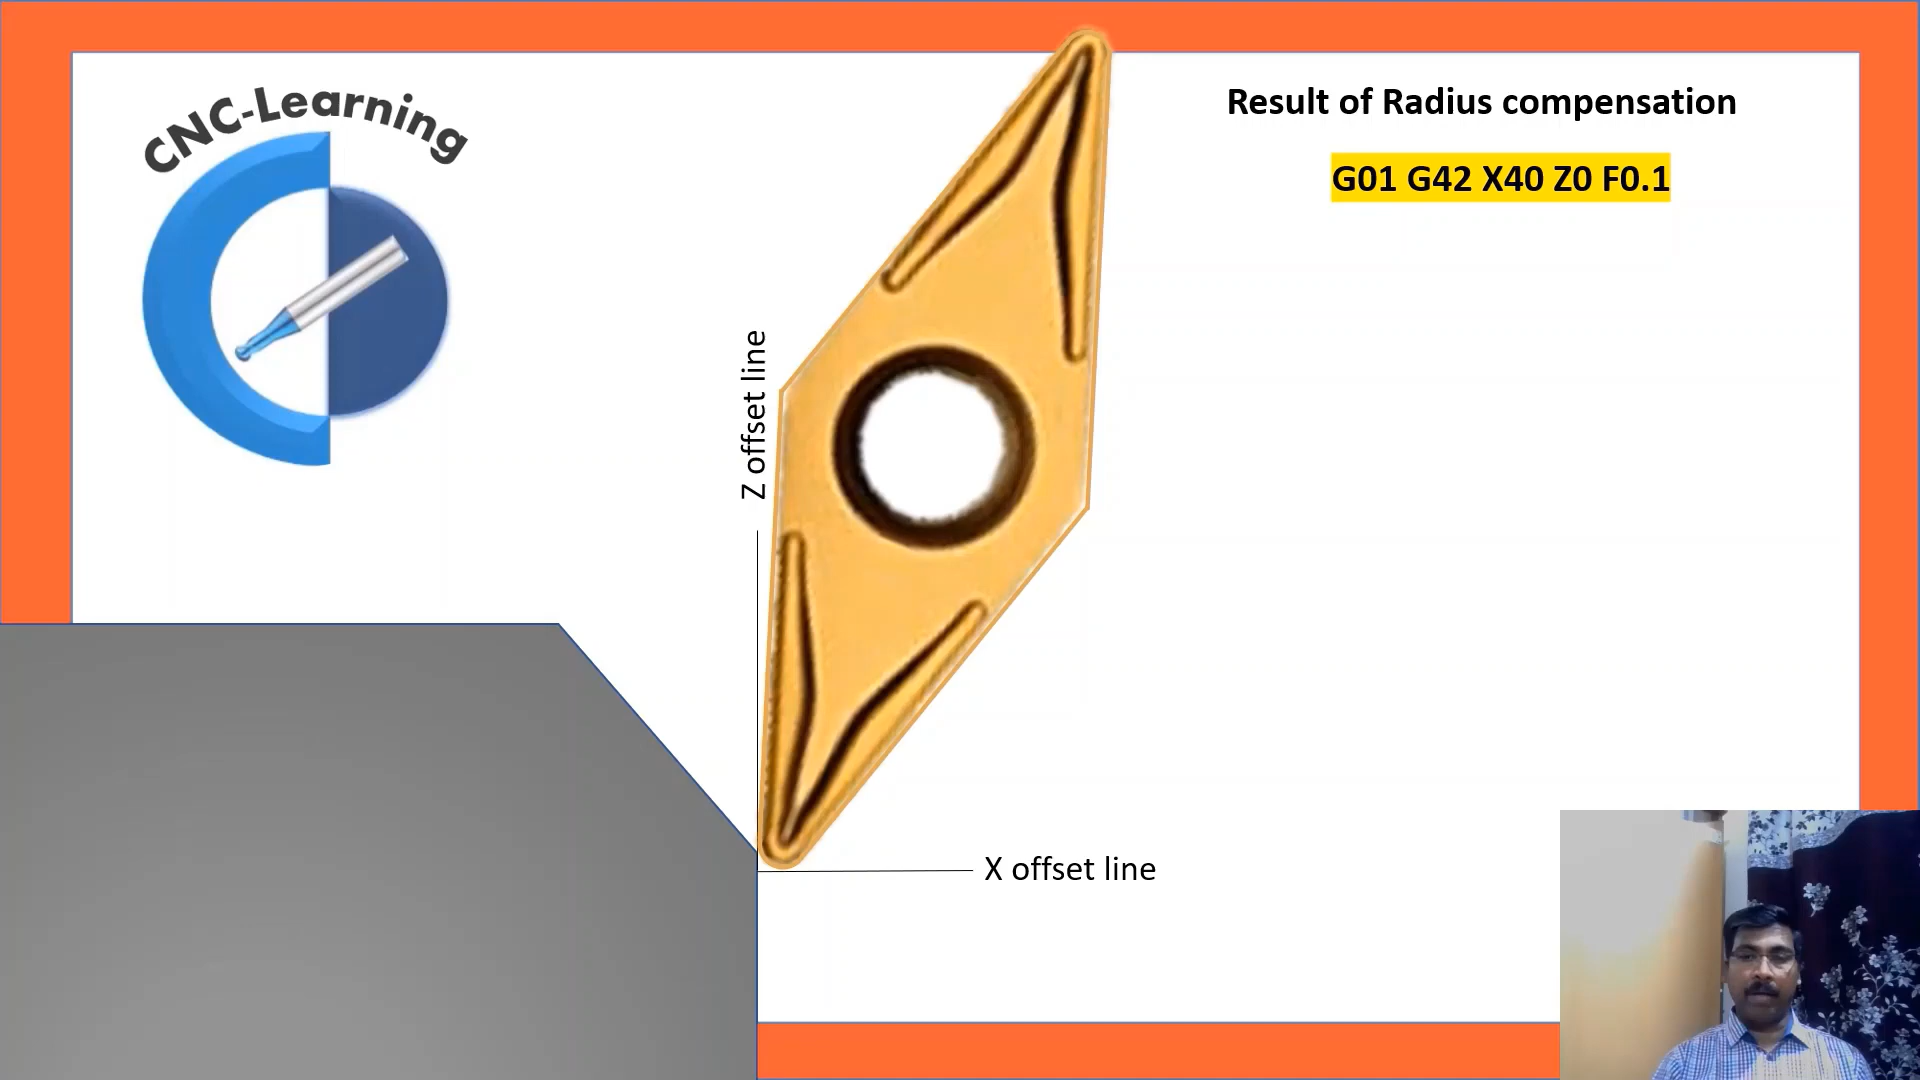 CNC-Learning
Result of Radius compensation
G01 G42 X40 Z0 F0.1
Z offset line
X offset line